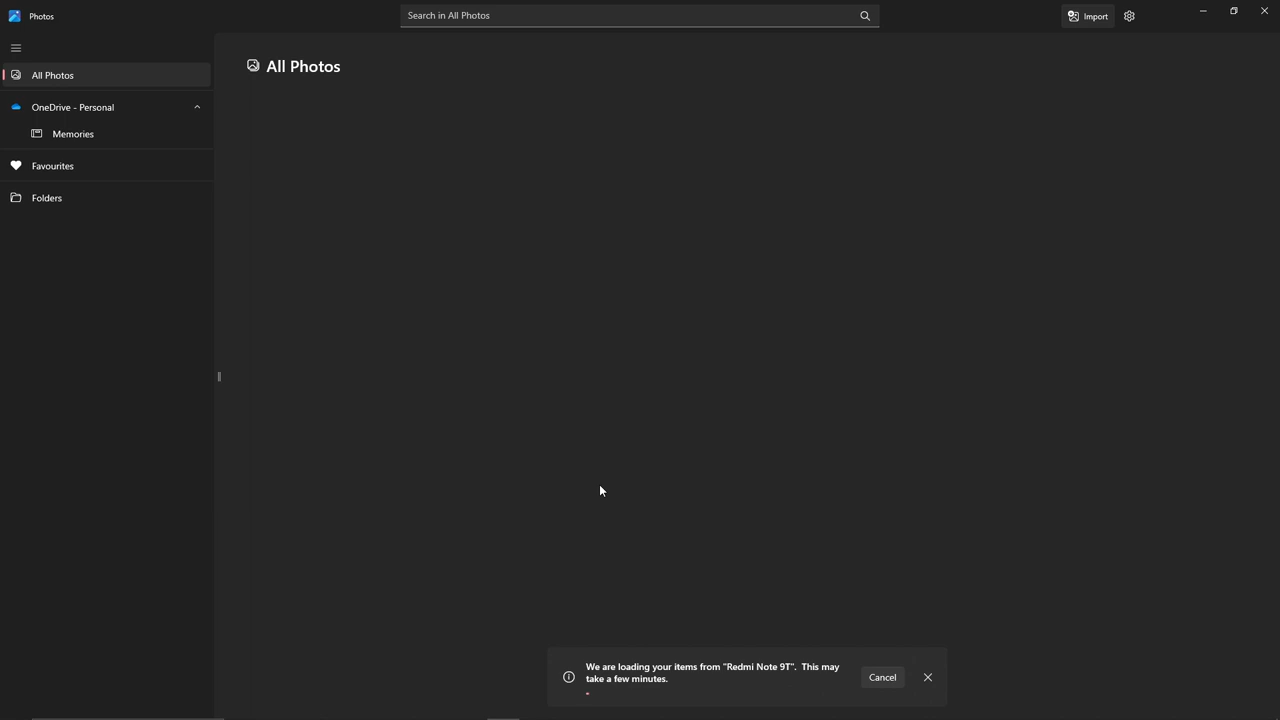 Photos
Search in All Photos
Import
All Photos
All Photos
OneDrive - Personal
Memories
Favourites
Folders
We are loading your items from "Redmi Note 9T".  This may
take a few minutes.
Cancel